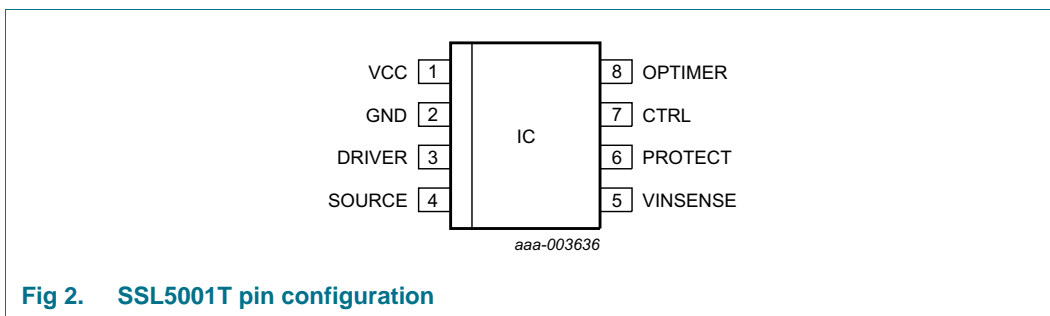 VCC 1 8 OPTIMER
GND 2 7 CTRL
IC
DRIVER 3 6 PROTECT
SOURCE 4 5 VINSENSE
aaa-003636
Fig 2. SSL5001T pin configuration